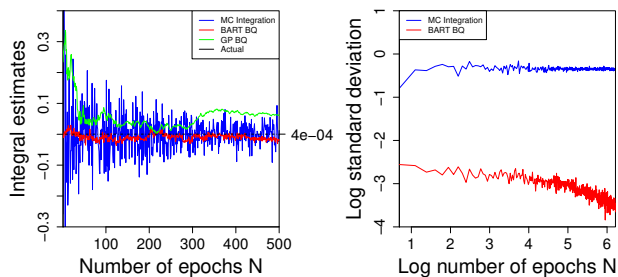 MC Integration
BART BQ
GP BQ
Actual
Integral estimates
0.3
0.1
−0.1
−0.3
4e−04
100
200
300
400
500
Number of epochs N
MC Integration
BART BQ
Log standard deviation
1
0
−1
−2
−3
−4
1
2
3
4
5
6
Log number of epochs N